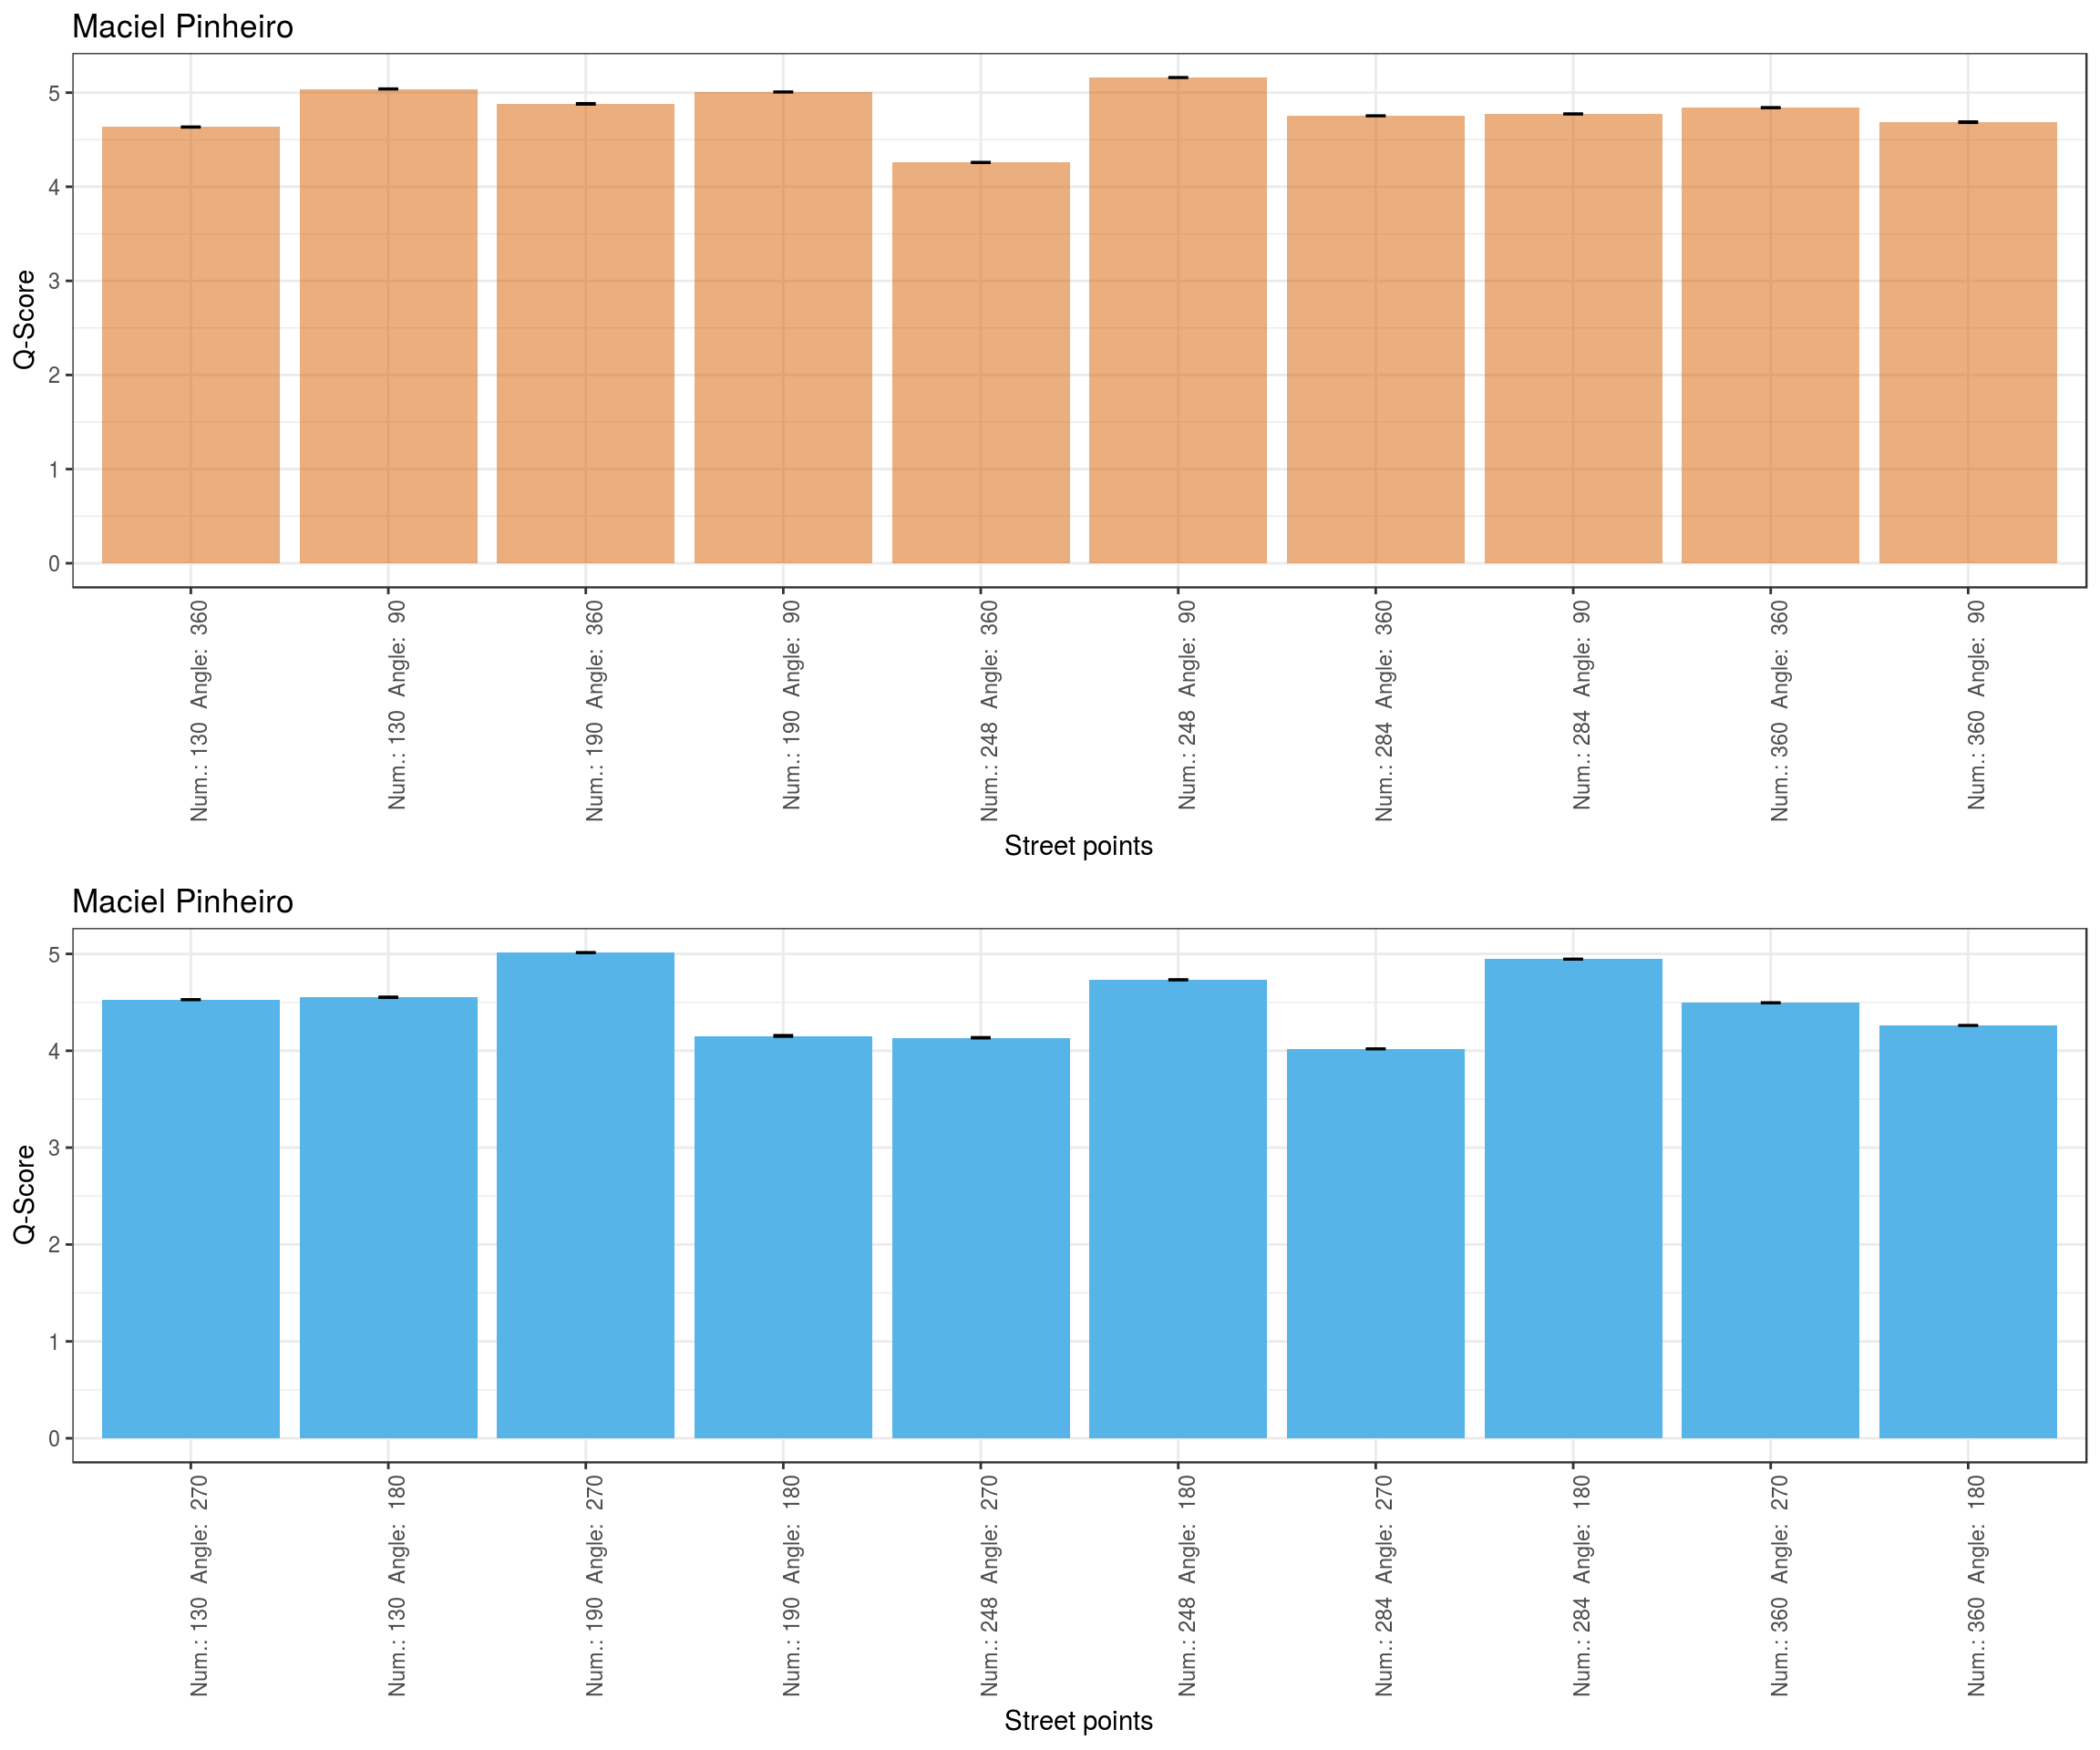 Maciel Pinheiro
Q-Score
5
4
3
2
1
0
Num.: 130 Angle: 360
Num.: 130 Angle: 90
Num.: 190 Angle: 360
Num.: 190 Angle: 90
Num.: 248 Angle: 360
Num.: 248 Angle: 90
Num.: 284 Angle: 360
Num.: 284 Angle: 90
Num.: 360 Angle: 360
Num.: 360 Angle: 90
Street points
Maciel Pinheiro
Q-Score
5
4
3
2
1
0
Num.: 130 Angle: 270
Num.: 130 Angle: 180
Num.: 190 Angle: 270
Num.: 190 Angle: 180
Num.: 248 Angle: 270
Num.: 248 Angle: 180
Num.: 284 Angle: 270
Num.: 284 Angle: 180
Num.: 360 Angle: 270
Num.: 360 Angle: 180
Street points